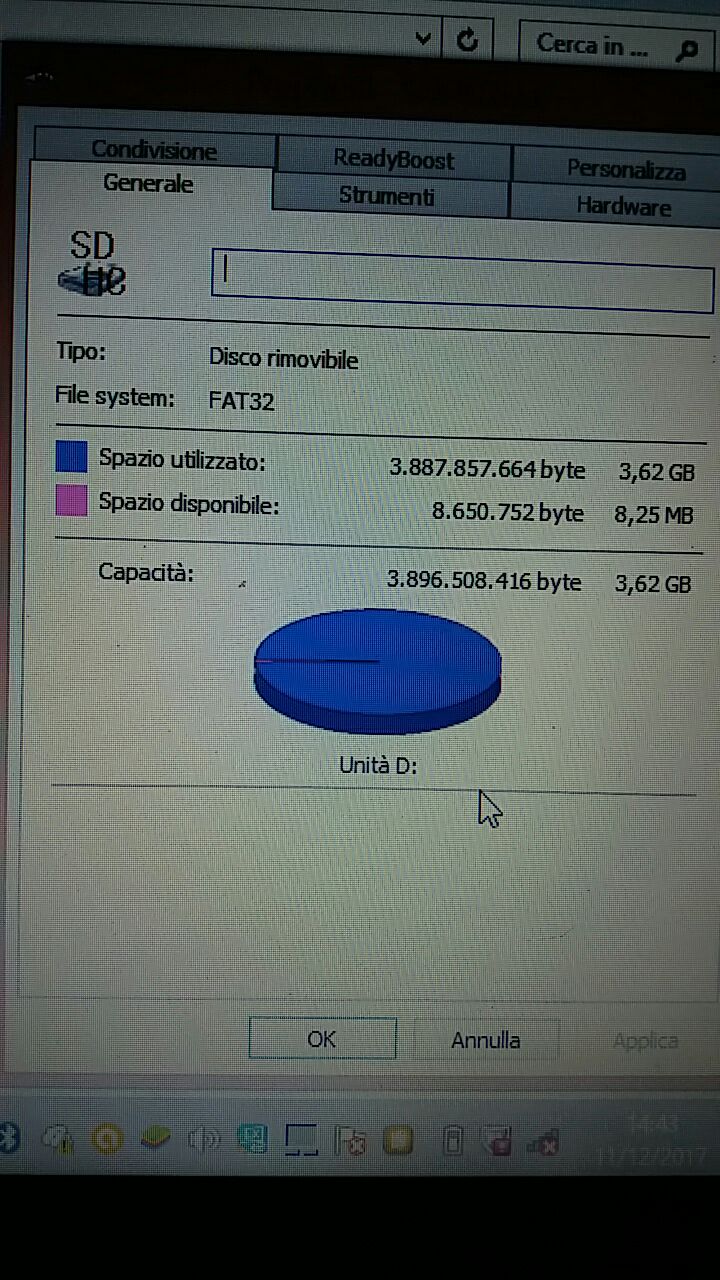 Cerca in ...
Condivisione ReadyBoost Personalizza
Generale Strumenti Hardware
SD
HC
Tipo: Disco rimovibile
File system: FAT32
Spazio utilizzato: 3.887.857.664 byte 3,62 GB
Spazio disponibile: 8.650.752 byte 8,25 MB
Capacità: 3.896.508.416 byte 3,62 GB
Unità D:
OK Annulla Applica
14:43
11/12/2017